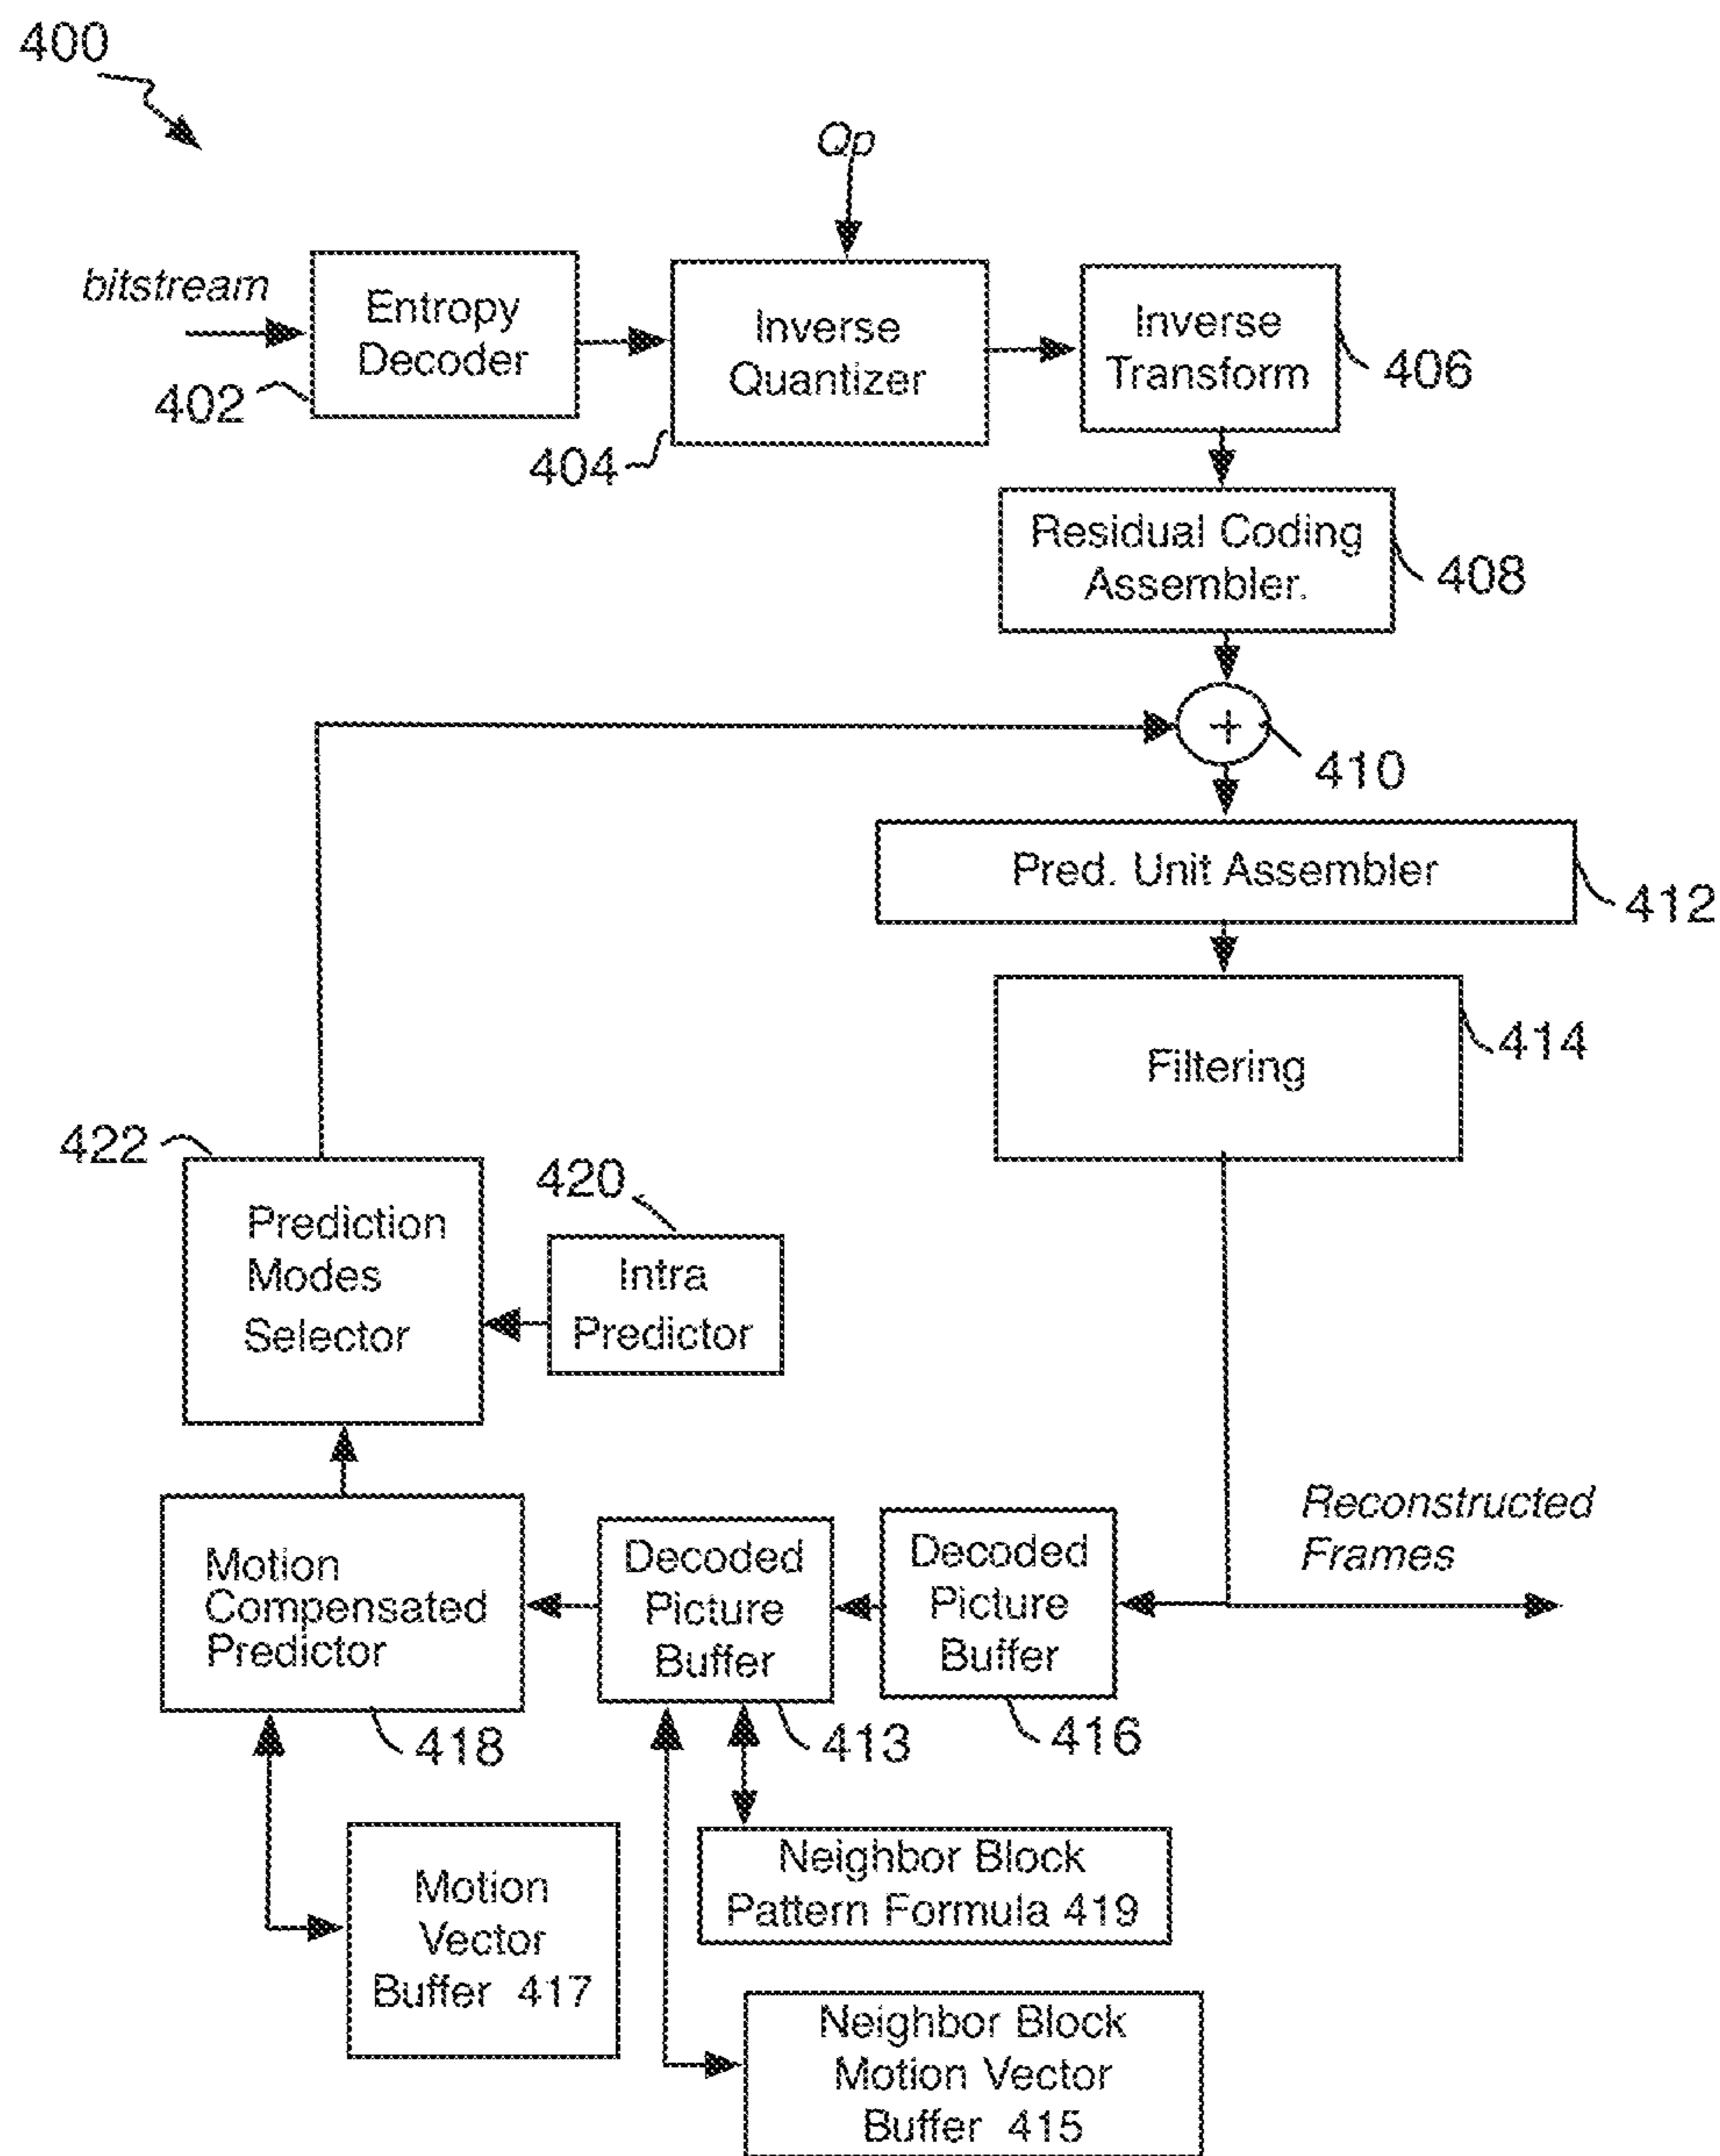 400
Qp
bitstream
Entropy
Decoder
402
Inverse
Quantizer
404
Inverse
Transform
406
Residual Coding
Assembler.
408
+
410
Pred. Unit Assembler
412
Filtering
414
422
Prediction
Modes
Selector
420
Intra
Predictor
Reconstructed
Frames
Motion
Compensated
Predictor
418
Decoded
Picture
Buffer
413
Decoded
Picture
Buffer
416
Motion
Vector
Buffer 417
Neighbor Block
Pattern Formula 419
Neighbor Block
Motion Vector
Buffer 415